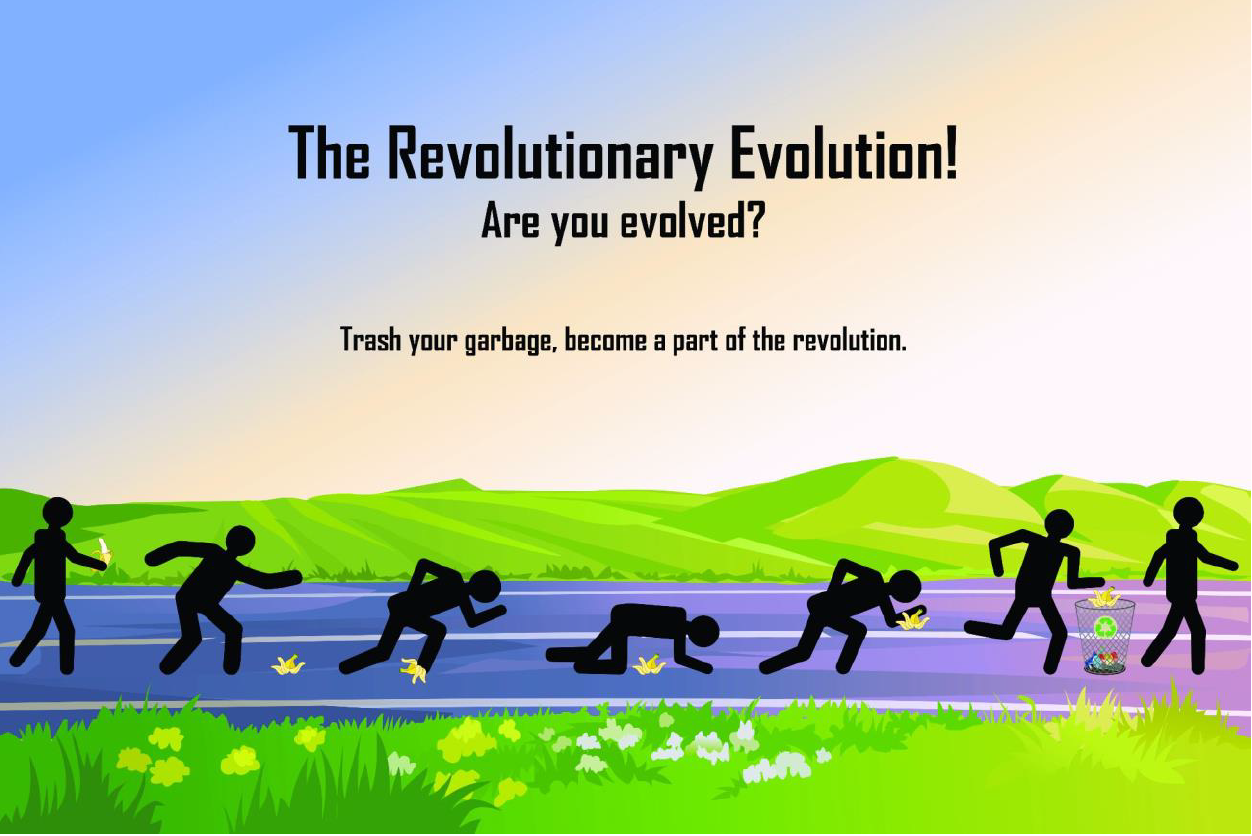 The Revolutionary Evolution!
Are you evolved?
Trash your garbage, become a part of the revolution.